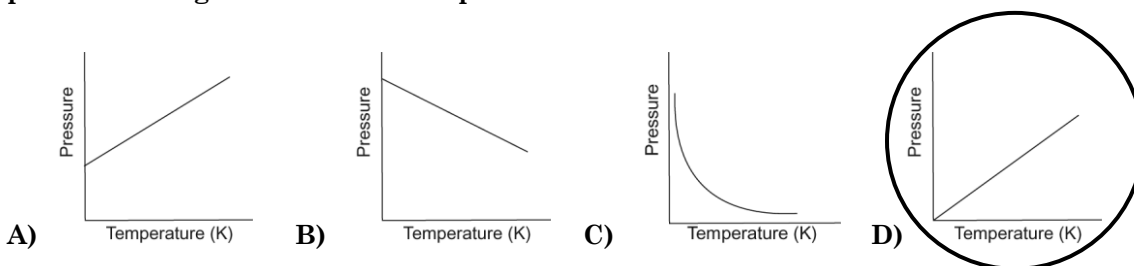 Pressure
Temperature (K)
A)
Pressure
Temperature (K)
B)
Pressure
Temperature (K)
C)
Pressure
Temperature (K)
D)